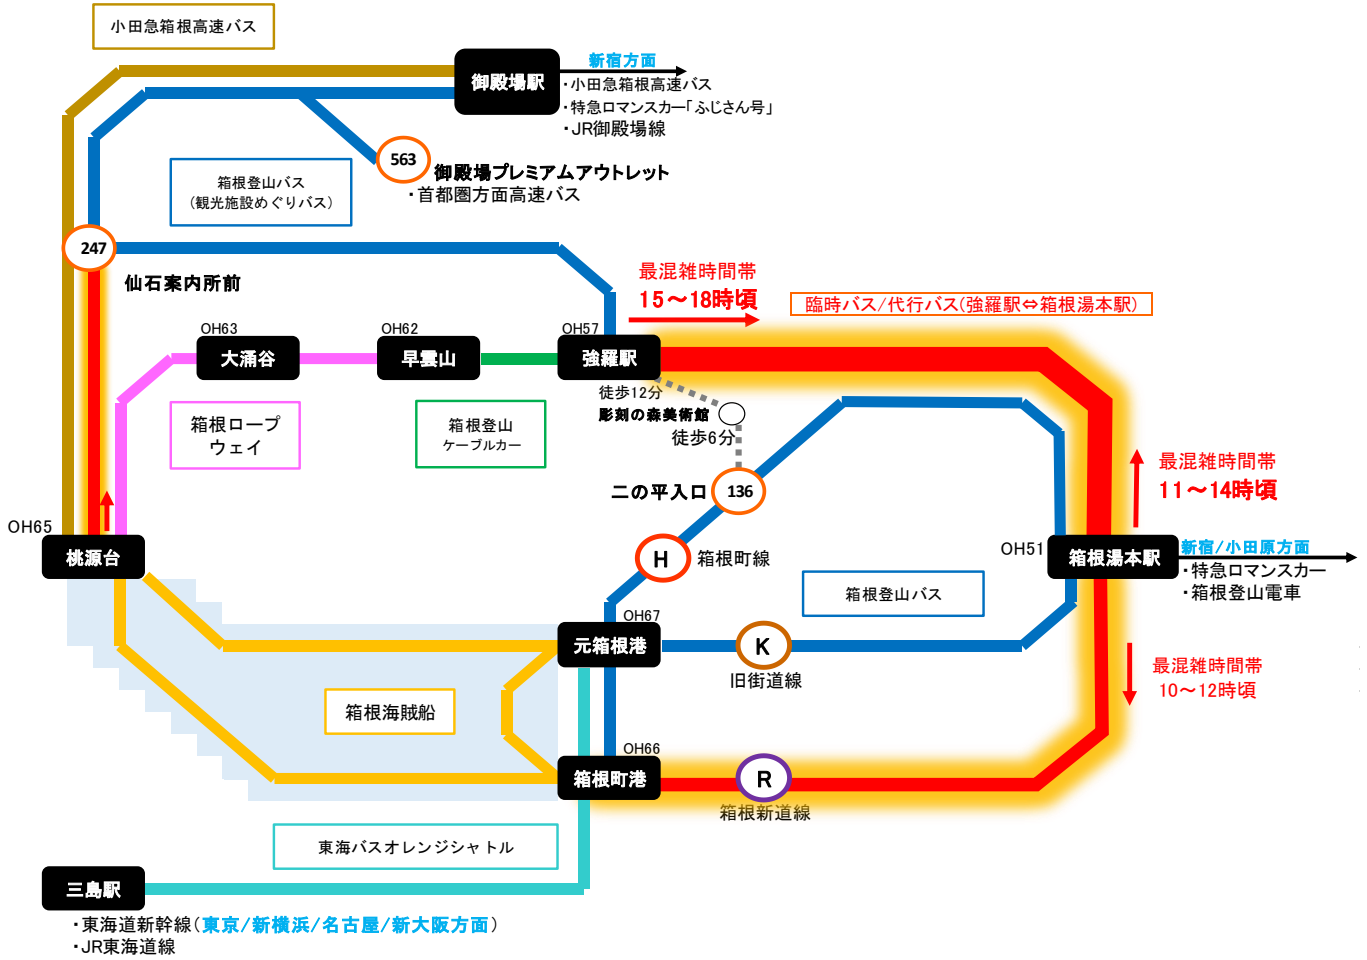 小田急箱根高速バス
御殿場駅
新宿方面
・小田急箱根高速バス
・特急ロマンスカー「ふじさん号」
・JR御殿場線
563
御殿場プレミアムアウトレット
・首都圏方面高速バス
箱根登山バス
(観光施設めぐりバス)
247
仙石案内所前
最混雑時間帯
15～18時頃
臨時バス/代行バス(強羅駅⇔箱根湯本駅)
OH63
大涌谷
OH62
早雲山
OH57
強羅駅
徒歩12分
彫刻の森美術館
徒歩6分
箱根ロープ
ウェイ
箱根登山
ケーブルカー
二の平入口
136
最混雑時間帯
11～14時頃
OH65
桃源台
H
箱根町線
OH51
箱根湯本駅
新宿/小田原方面
・特急ロマンスカー
・箱根登山電車
箱根登山バス
OH67
元箱根港
K
旧街道線
最混雑時間帯
10～12時頃
箱根海賊船
OH66
箱根町港
R
箱根新道線
東海バスオレンジシャトル
三島駅
・東海道新幹線(東京/新横浜/名古屋/新大阪方面)
・JR東海道線